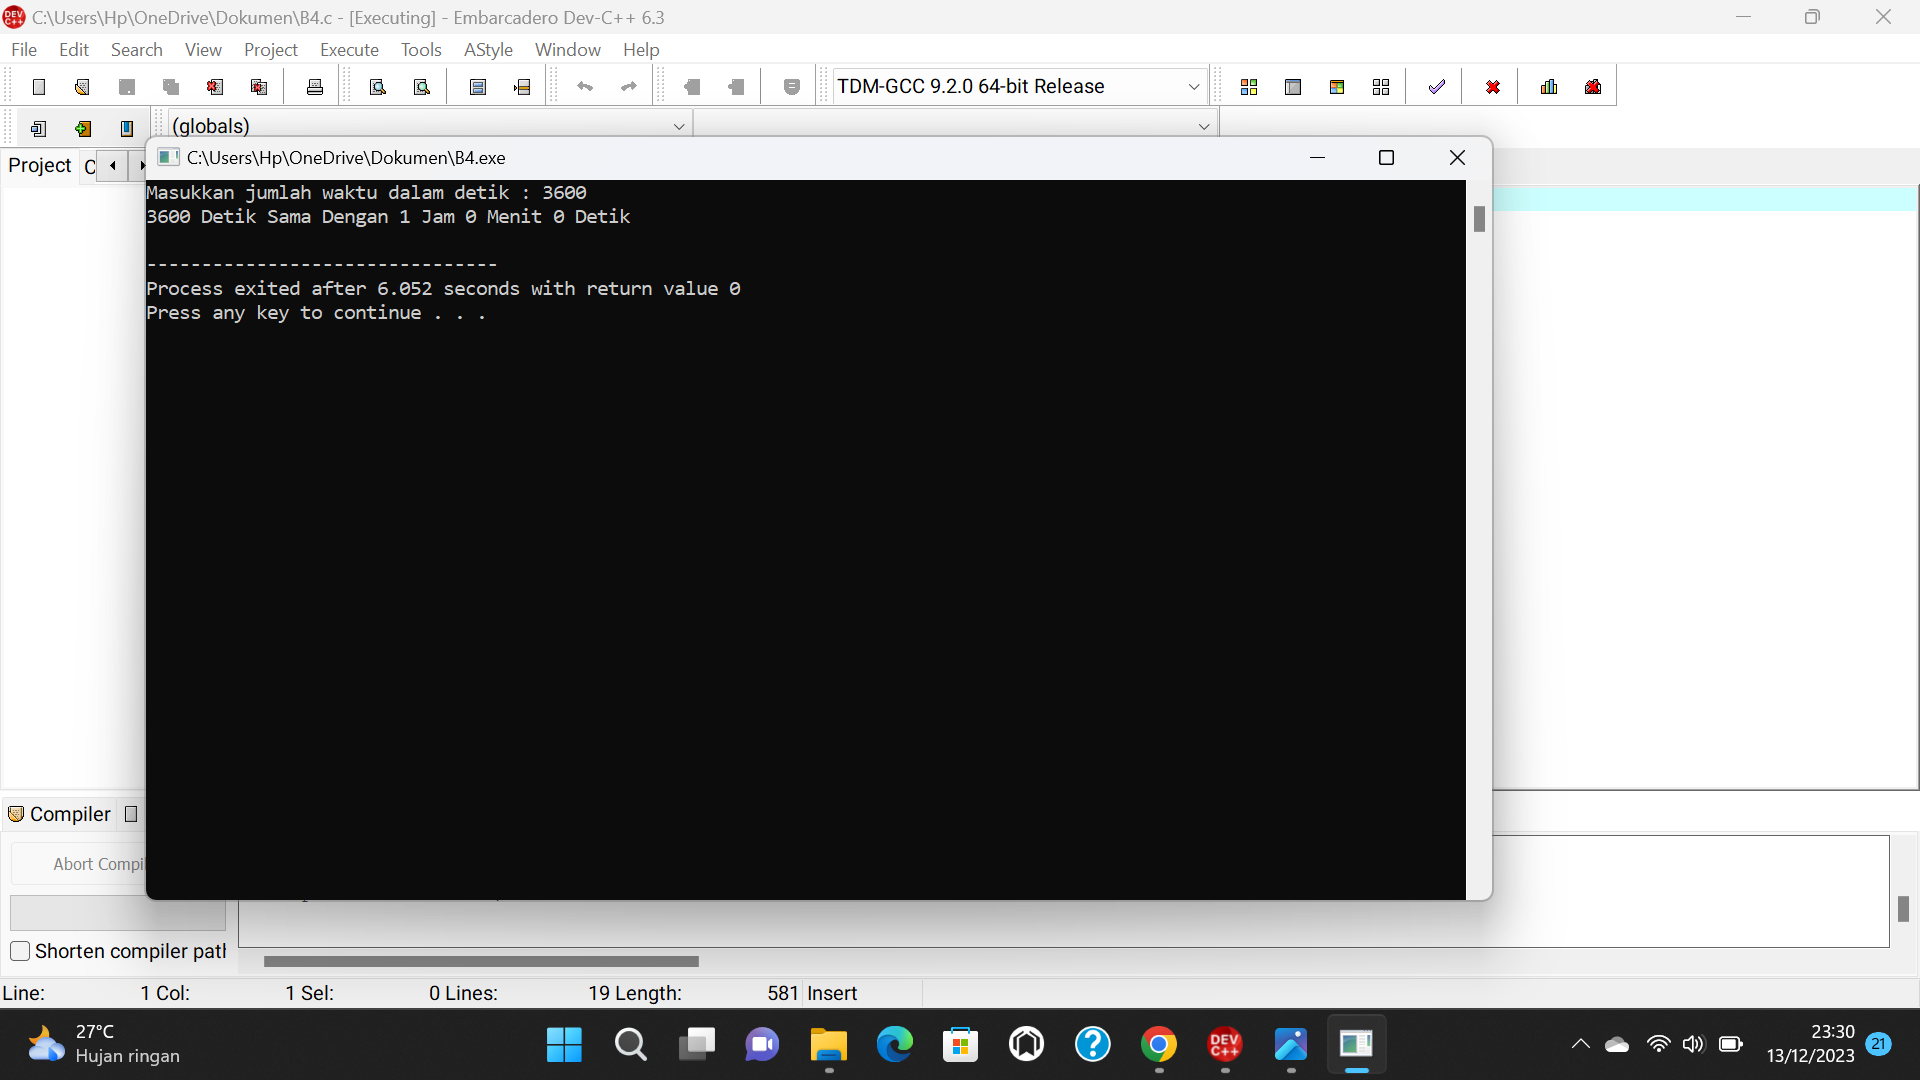 C:\Users\Hp\OneDrive\Dokumen\B4.c - [Executing] - Embarcadero Dev-C++ 6.3
File Edit Search View Project Execute Tools AStyle Window Help
TDM-GCC 9.2.0 64-bit Release
(globals)
Project C
C:\Users\Hp\OneDrive\Dokumen\B4.exe
Masukkan jumlah waktu dalam detik : 3600
3600 Detik Sama Dengan 1 Jam 0 Menit 0 Detik
--------------------------------
Process exited after 6.052 seconds with return value 0
Press any key to continue . . .
Compiler
Abort Compil
Shorten compiler path
Line: 1 Col: 1 Sel: 0 Lines: 19 Length: 581 Insert
27°C
Hujan ringan
DEV C++
23:30
13/12/2023
21